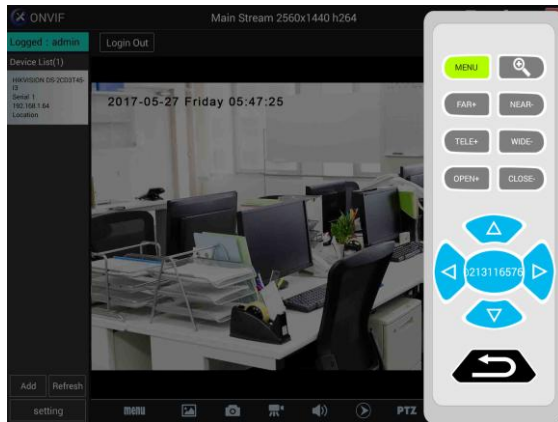 ONVIF
Main Stream 2560x1440 h264
Logged : admin
Login Out
Device List(1)
HIKVISION DS-2CD3T45-
I3
Serial 1
192.168.1.64
Location
2017-05-27 Friday 05:47:25
MENU
FAR+
NEAR-
TELE+
WIDE-
OPEN+
CLOSE-
0213116576
Add
Refresh
setting
menu
PTZ